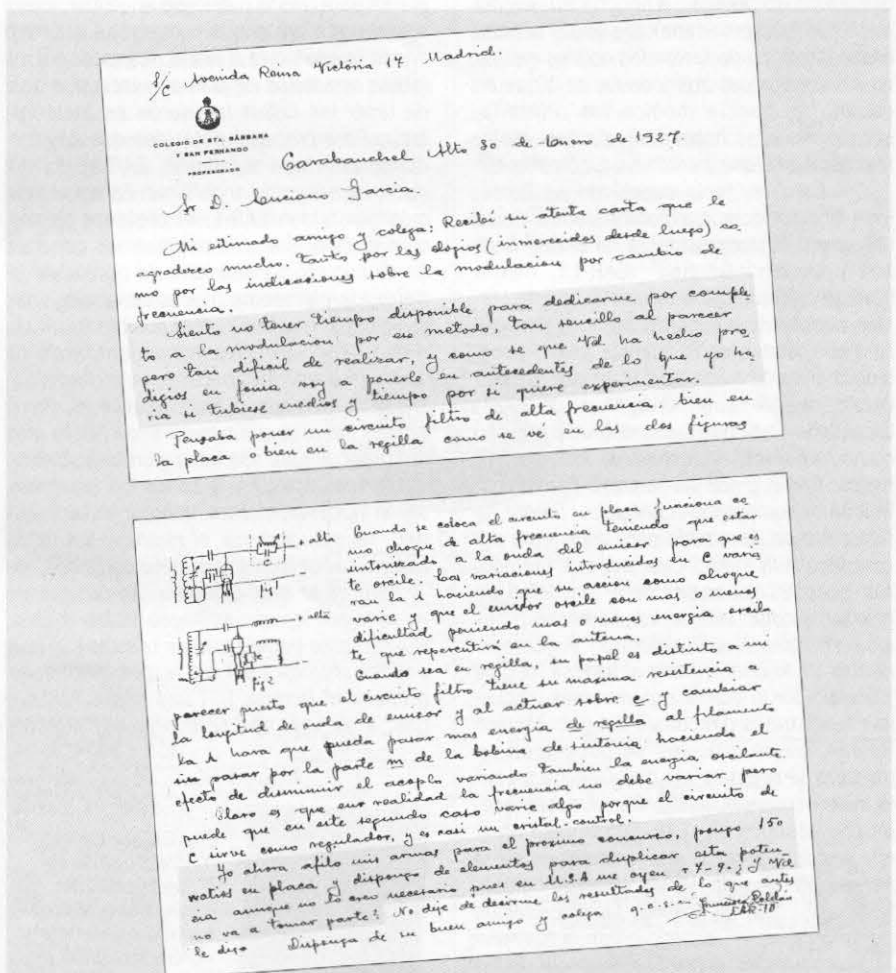 S/C Avenida Reina Victoria 17 Madrid.
COLEGIO DE STA. BÁRBARA
Y SAN FERNANDO
PROFESORADO
Carabanchel Alto 30 de Enero de 1927
Sr D. Luciano Garcia.
Mi estimado amigo y colega: Recibi su atenta nota que le
agradezco mucho. Tanto por los elogios (inmerecidos desde luego) co
mo por las indicaciones sobre la modulacion por cambio de
frecuencia.
Siento no tener tiempo disponible para dedicarme por comple
to a la modulacion por su metodo, tan sencillo al parecer
pero tan dificil de realizar, y como se que Vd. ha hecho pro-
digios en fonia voy a ponerle en antecedentes de lo que yo ha
ria si tubiese medios y tiempo por si quiere experimentar.
Pensaba poner un circuito filtro de alta frecuencia, bien en
la placa o bien en la regilla como se vé en las dos figuras
+ alta
fig 1
+ alta
fig 2
Cuando se coloca el circuito en placa, funciona co
mo choque de alta frecuencia teniendo que estar
sintonizado a la onda del emisor para que es
te oscile. Las variaciones introducidas en C varia
ran la λ haciendo que su accion como choque
varie y que el emisor oscile con mas o menos
dificultad, poniendo mas o menos energia oscila
te que repercutirá en la antena.
Cuando sea en regilla, su papel es distinto a mi
parecer puesto que el circuito filtro tiene su maxima resistencia a
la longitud de onda de emisor y al actuar sobre C y cambiar
la λ hara que pueda pasar mas energia de regilla al filamento
sin pasar por la parte m de la bobina de sintonia, haciendo el
efecto de disminuir el acoplo variando tambien la energia oscilante.
Claro es que en realidad la frecuencia no debe variar pero
puede que en este segundo caso varie algo porque el circuito de
C sirve como regulador, y es casi un cristal-control.
Yo ahora afilo mis armas para el proximo concurso, pongo 150
watios en placa y dispongo de elementos para duplicar esta poten-
cia aunque no lo creo necesario pues en U.S.A me oyen r 7-9. ¿ Y Vd
no va a tomar parte? No deje de decirme los resultados de lo que antes
le digo Disponga de su buen amigo y colega q.e.s.m.
EAR-10